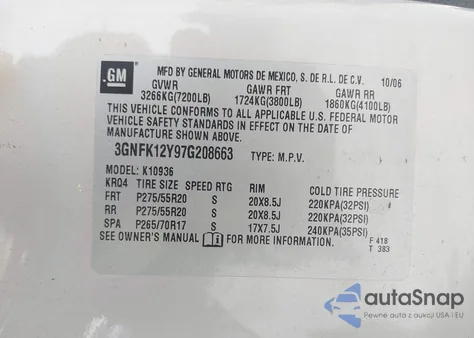 GM
MFD BY GENERAL MOTORS DE MEXICO, S. DE R.L. DE C.V. 10/06
GVWR GAWR FRT GAWR RR
3266KG(7200LB) 1724KG(3800LB) 1860KG(4100LB)
THIS VEHICLE CONFORMS TO ALL APPLICABLE U.S. FEDERAL MOTOR
VEHICLE SAFETY STANDARDS IN EFFECT ON THE DATE OF
MANUFACTURE SHOWN ABOVE.
3GNFK12Y97G208663 TYPE: M.P.V.
MODEL: K10936
KRQ4 TIRE SIZE SPEED RTG RIM COLD TIRE PRESSURE
FRT P275/55R20 S 20X8.5J 220KPA(32PSI)
RR P275/55R20 S 20X8.5J 220KPA(32PSI)
SPA P265/70R17 S 17X7.5J 240KPA(35PSI)
SEE OWNER'S MANUAL FOR MORE INFORMATION. F 418
T 383
autoSnap
Pewne auta z aukcji USA i EU